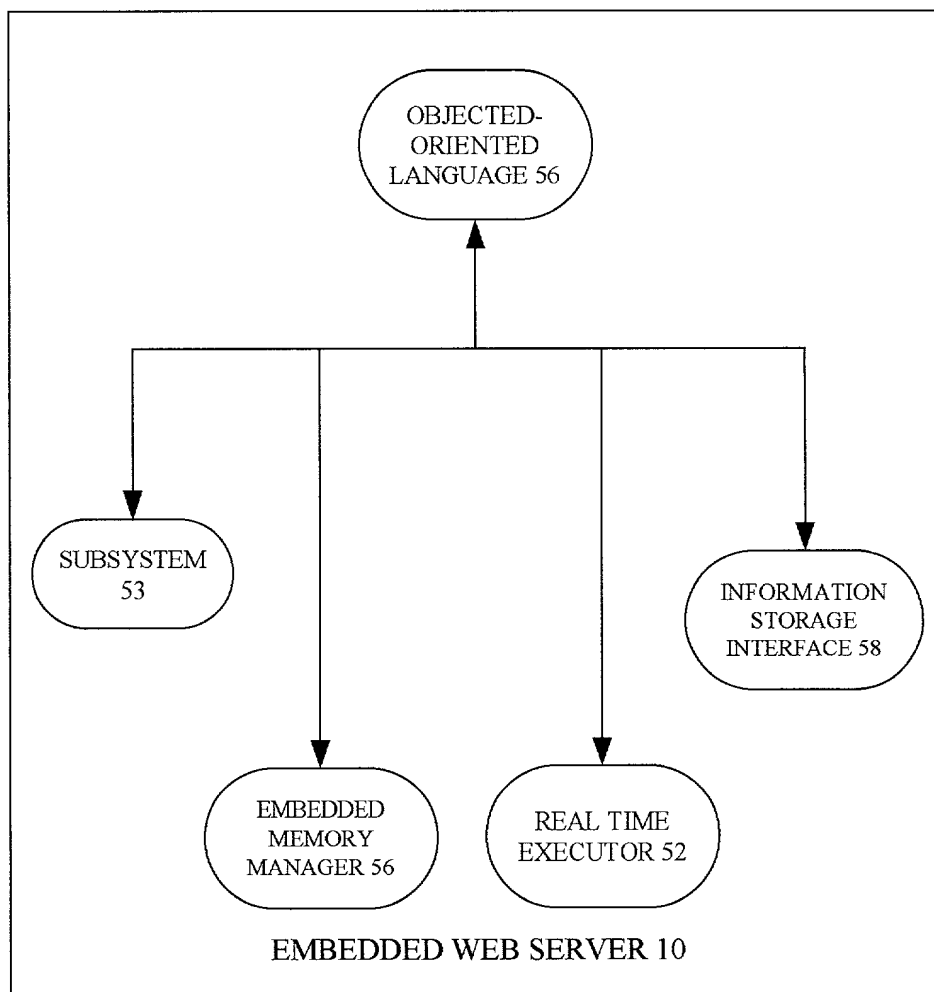 OBJECTED-
ORIENTED
LANGUAGE 56
SUBSYSTEM
53
INFORMATION
STORAGE
INTERFACE 58
EMBEDDED
MEMORY
MANAGER 56
REAL TIME
EXECUTOR 52
EMBEDDED WEB SERVER 10